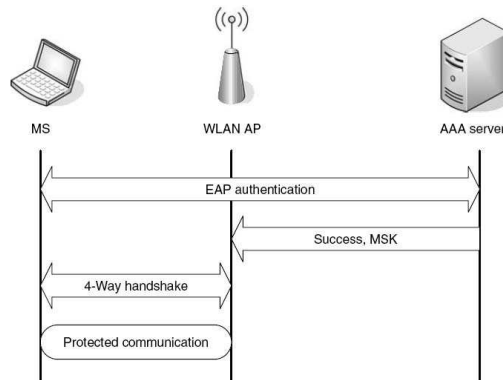 MS
WLAN AP
AAA server
EAP authentication
Success, MSK
4-Way handshake
Protected communication